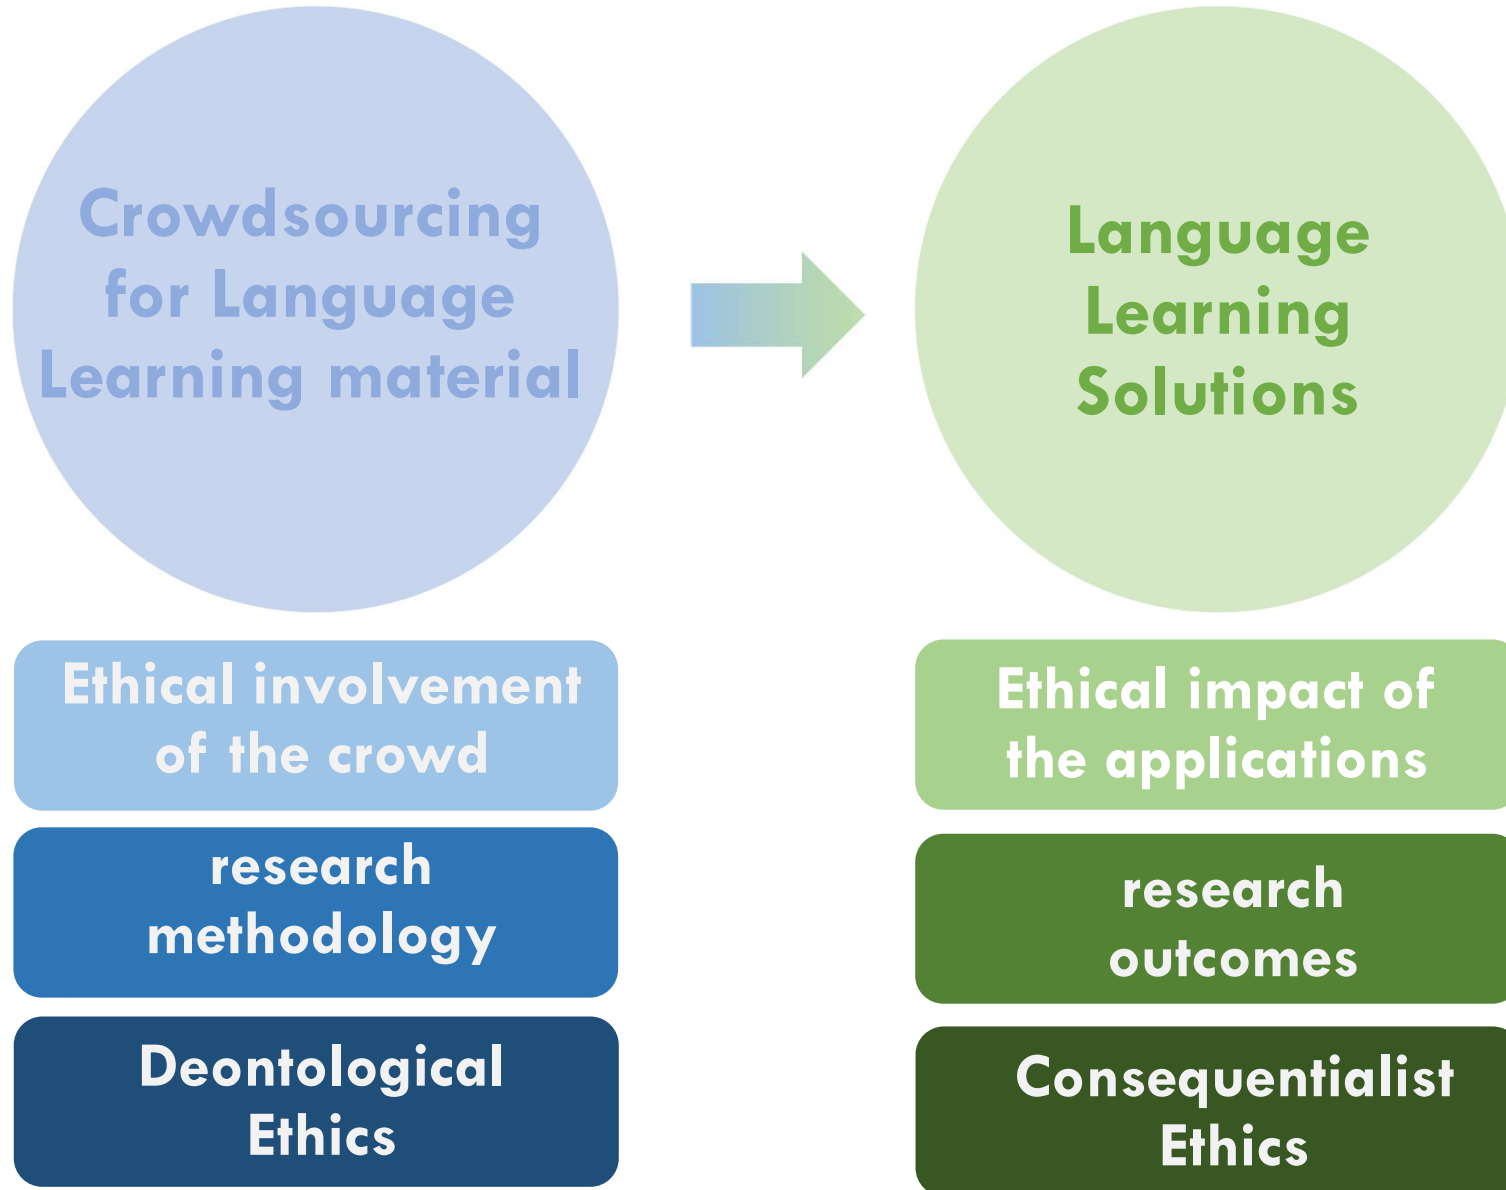 Crowdsourcing
for Language
Learning material
Language
Learning
Solutions
Ethical involvement
of the crowd
Ethical impact of
the applications
research
methodology
research
outcomes
Deontological
Ethics
Consequentialist
Ethics